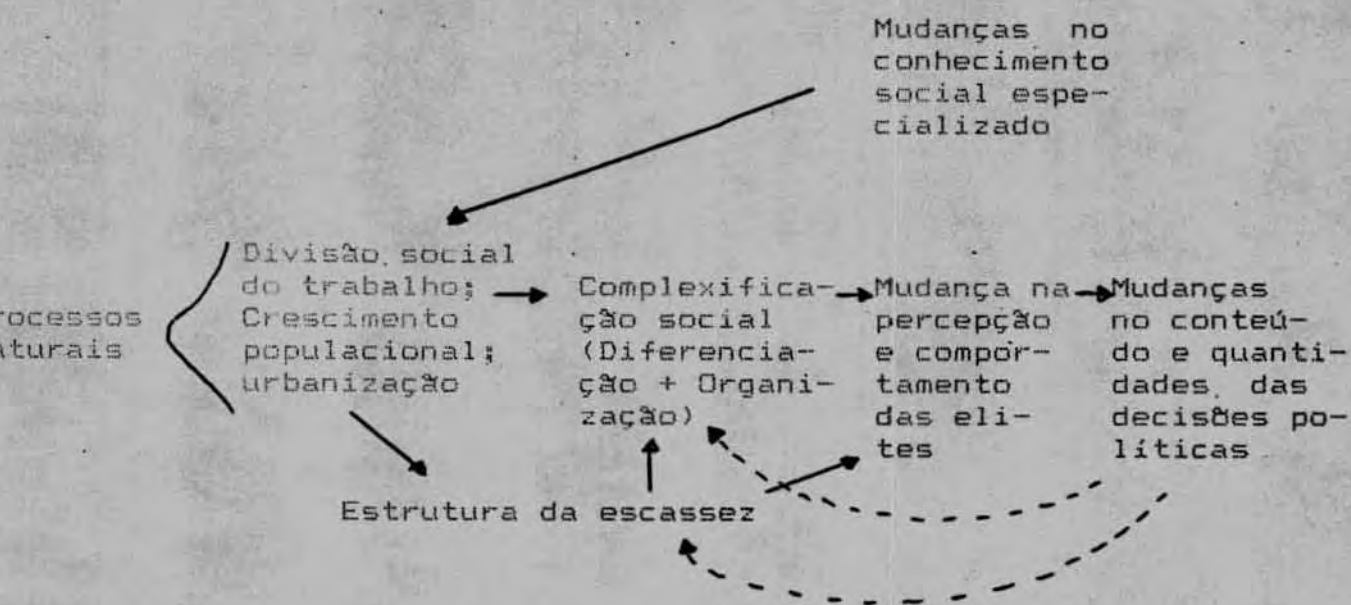 Mudanças no
conhecimento
social espe-
cializado
rocessos
aturais
Divisão social
do trabalho;
Crescimento
populacional;
urbanização
Complexifica-
ção social
(Diferencia-
ção + Organi-
zação)
Mudança na
percepção
e compor-
tamento
das eli-
tes
Mudanças
no conteú-
do e quanti-
dades das
decisões po-
líticas
Estrutura da escassez